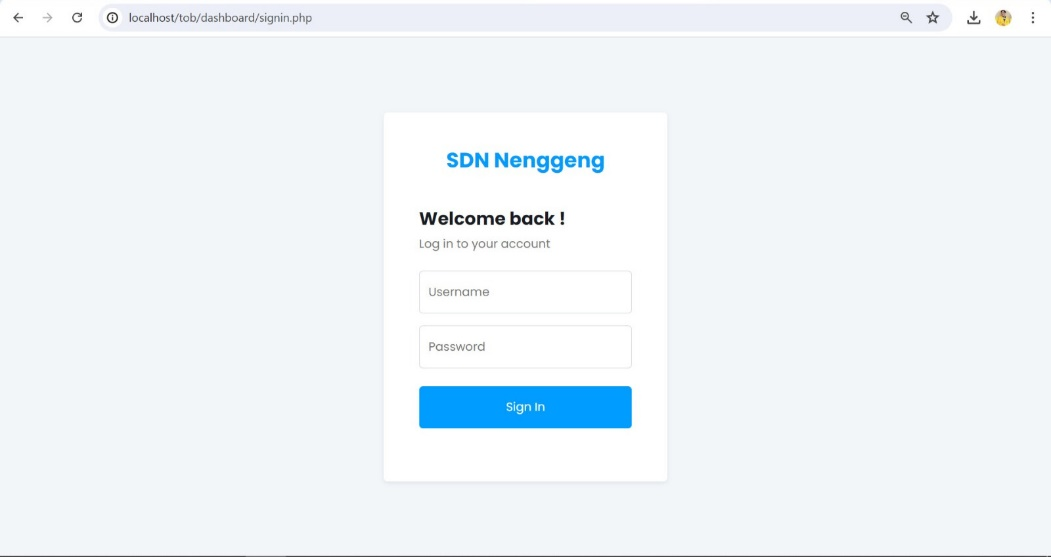 localhost/tob/dashboard/signin.php
SDN Nenggeng
Welcome back !
Log in to your account
Username
Password
Sign In